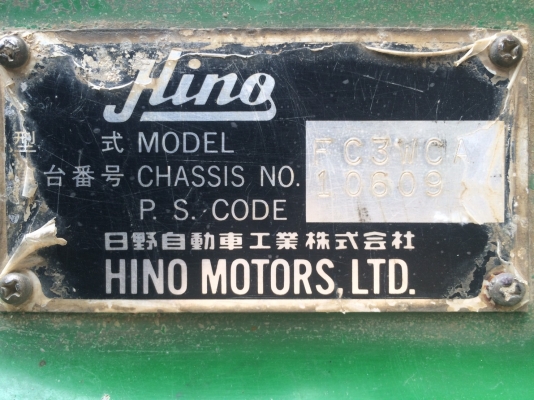 Hino
型 式 MODEL FC3WCA
台番号 CHASSIS NO. 10609
P. S. CODE
日野自動車工業株式会社
HINO MOTORS, LTD.